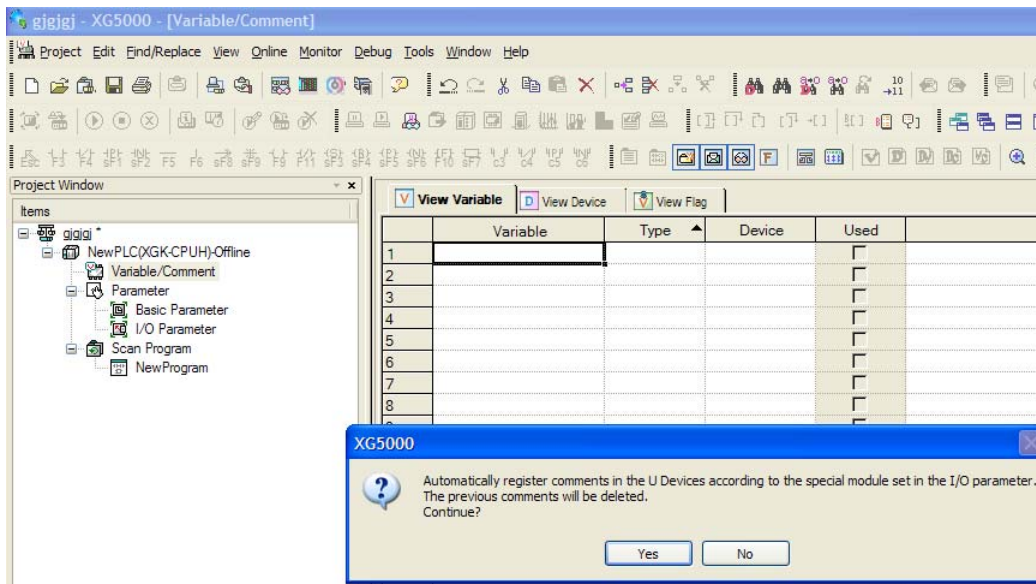 gjgjgj - XG5000 - [Variable/Comment]
Project Edit Find/Replace View Online Monitor Debug Tools Window Help
Project Window
Items
gjgjgj *
NewPLC(XGK-CPUH)-Offline
Variable/Comment
Parameter
Basic Parameter
I/O Parameter
Scan Program
NewProgram
V View Variable D View Device View Flag
Variable Type Device Used
1
2
3
4
5
6
7
8
XG5000
Automatically register comments in the U Devices according to the special module set in the I/O parameter.
The previous comments will be deleted.
Continue?
Yes No